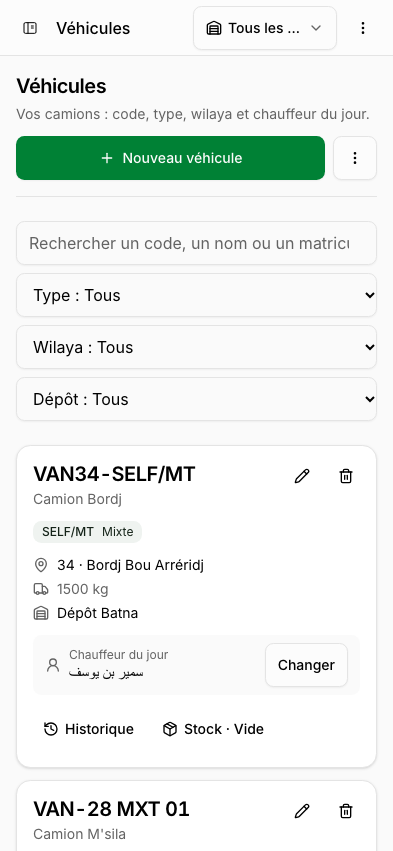 Véhicules
Tous les ...
Véhicules
Vos camions : code, type, wilaya et chauffeur du jour.
Nouveau véhicule
Rechercher un code, un nom ou un matricu
Type : Tous
Wilaya : Tous
Dépôt : Tous
VAN34-SELF/MT
Camion Bordj
SELF/MT Mixte
34 · Bordj Bou Arréridj
1500 kg
Dépôt Batna
Chauffeur du jour
سمير بن يوسف
Changer
Historique
Stock · Vide
VAN-28 MXT 01
Camion M'sila